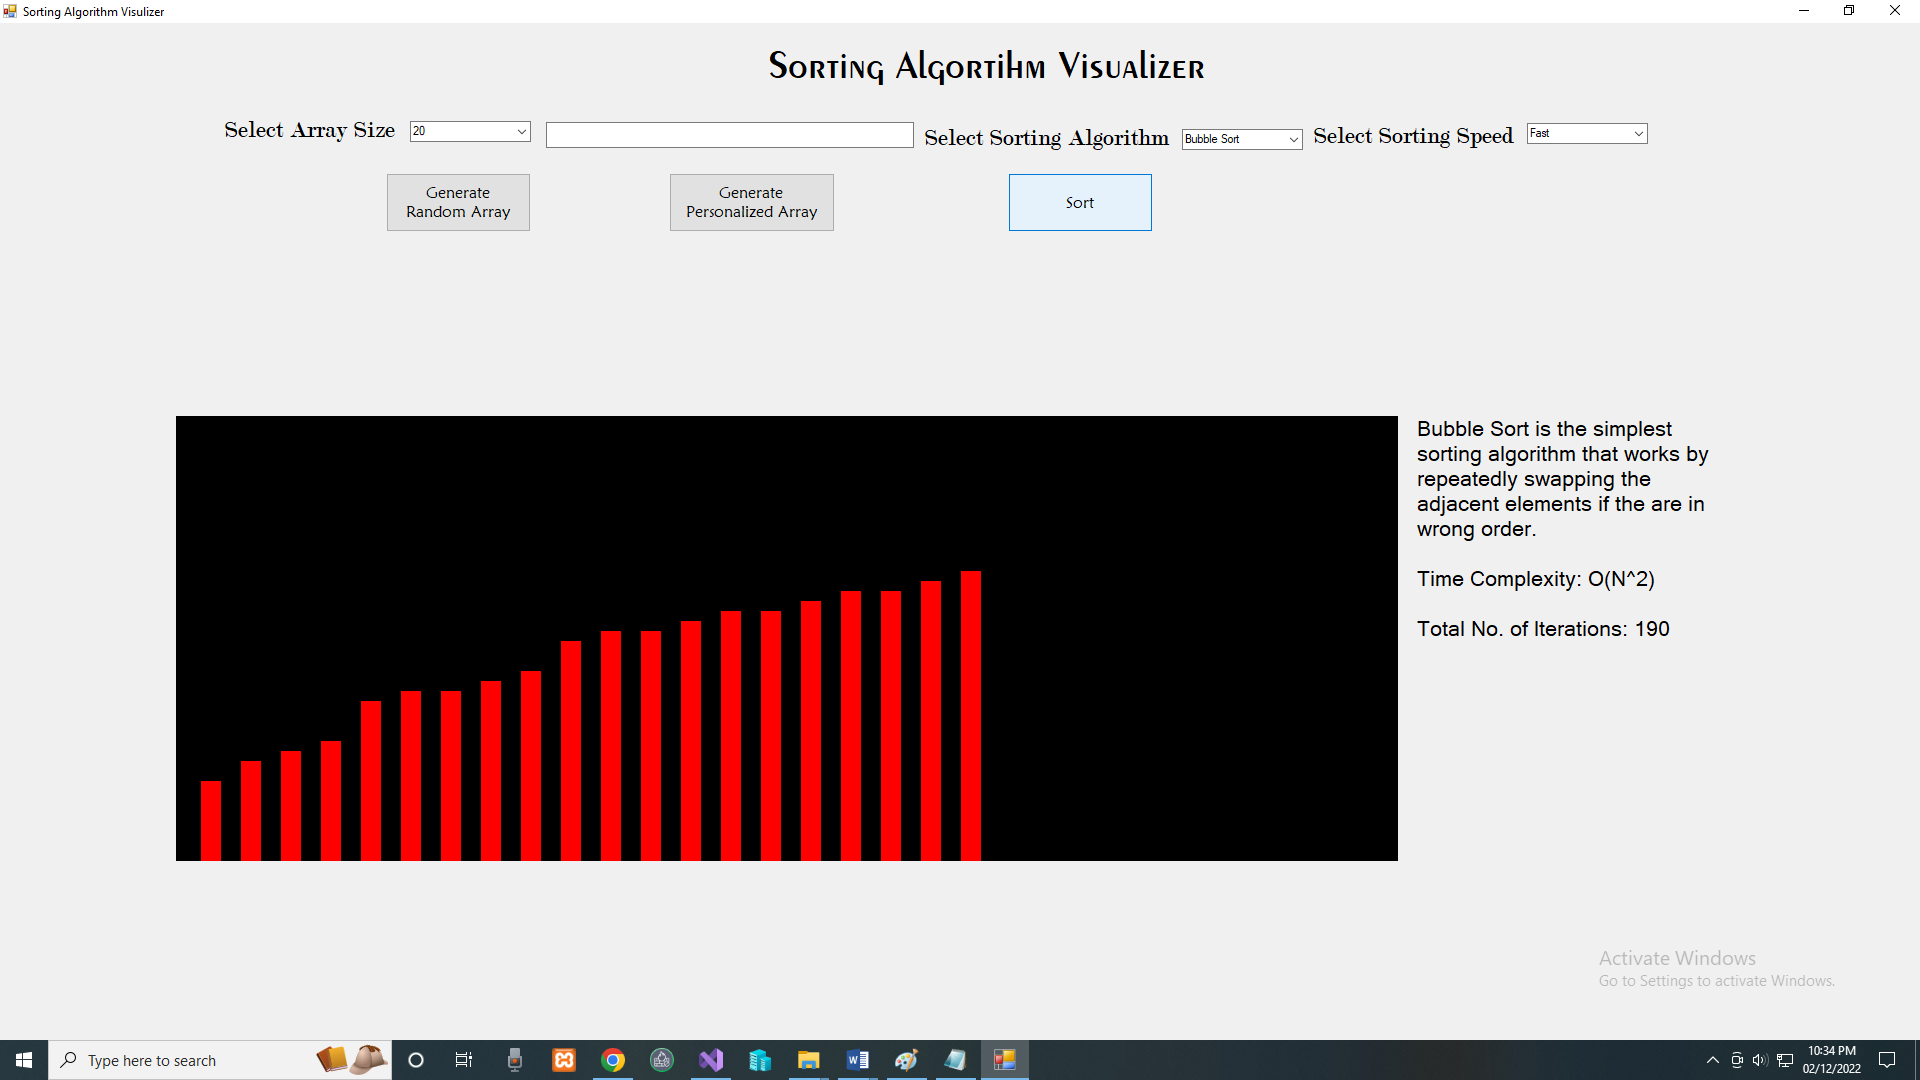 Sorting Algorithm Visulizer
Sorting Algortihm Visualizer
Select Array Size
20
Select Sorting Algorithm
Bubble Sort
Select Sorting Speed
Fast
Generate
Random Array
Generate
Personalized Array
Sort
Bubble Sort is the simplest
sorting algorithm that works by
repeatedly swapping the
adjacent elements if the are in
wrong order.
Time Complexity: O(N^2)
Total No. of Iterations: 190
Activate Windows
Go to Settings to activate Windows.
Type here to search
10:34 PM
02/12/2022